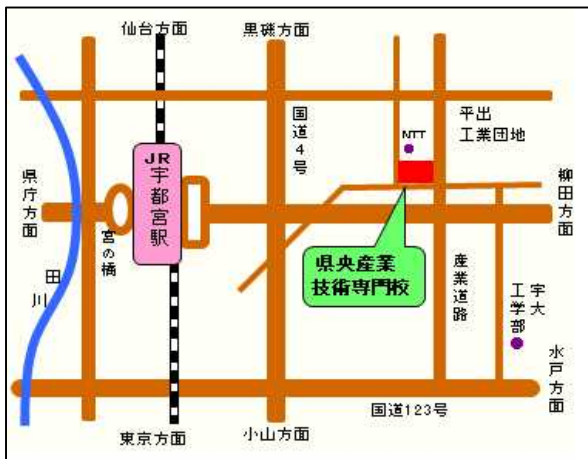 仙台方面
黒磯方面
国道4号
平出
工業団地
NTT
JR
宇都宮駅
県庁方面
柳田方面
宮の橋
田川
県央産業
技術専門校
産業道路
宇大
工学部
水戸方面
国道123号
東京方面
小山方面